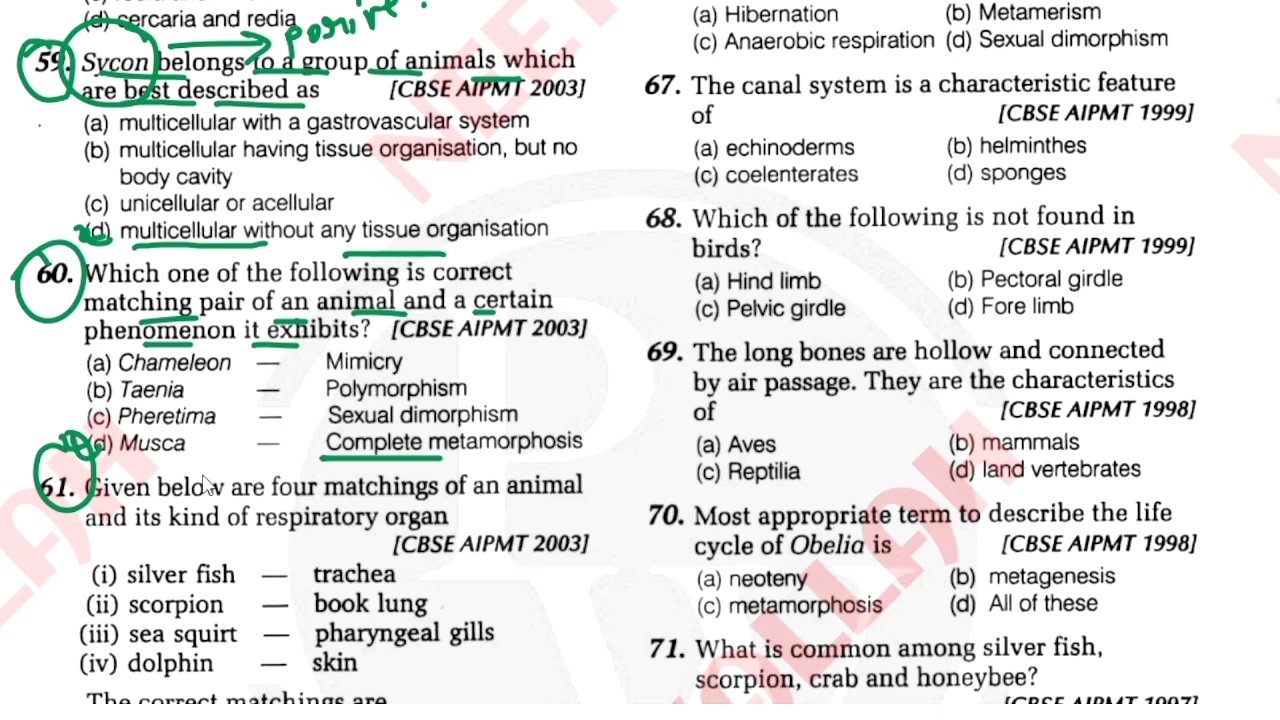 (d) cercaria and redia
59. Sycon belongs to a group of animals which
are best described as [CBSE AIPMT 2003]
(a) multicellular with a gastrovascular system
(b) multicellular having tissue organisation, but no
body cavity
(c) unicellular or acellular
(d) multicellular without any tissue organisation
60. Which one of the following is correct
matching pair of an animal and a certain
phenomenon it exhibits? [CBSE AIPMT 2003]
(a) Chameleon — Mimicry
(b) Taenia — Polymorphism
(c) Pheretima — Sexual dimorphism
(d) Musca — Complete metamorphosis
61. Given below are four matchings of an animal
and its kind of respiratory organ
[CBSE AIPMT 2003]
(i) silver fish — trachea
(ii) scorpion — book lung
(iii) sea squirt — pharyngeal gills
(iv) dolphin — skin
The correct matchings are
(a) Hibernation (b) Metamerism
(c) Anaerobic respiration (d) Sexual dimorphism
67. The canal system is a characteristic feature
of [CBSE AIPMT 1999]
(a) echinoderms (b) helminthes
(c) coelenterates (d) sponges
68. Which of the following is not found in
birds? [CBSE AIPMT 1999]
(a) Hind limb (b) Pectoral girdle
(c) Pelvic girdle (d) Fore limb
69. The long bones are hollow and connected
by air passage. They are the characteristics
of [CBSE AIPMT 1998]
(a) Aves (b) mammals
(c) Reptilia (d) land vertebrates
70. Most appropriate term to describe the life
cycle of Obelia is [CBSE AIPMT 1998]
(a) neoteny (b) metagenesis
(c) metamorphosis (d) All of these
71. What is common among silver fish,
scorpion, crab and honeybee?
[CBSE AIPMT 1997]